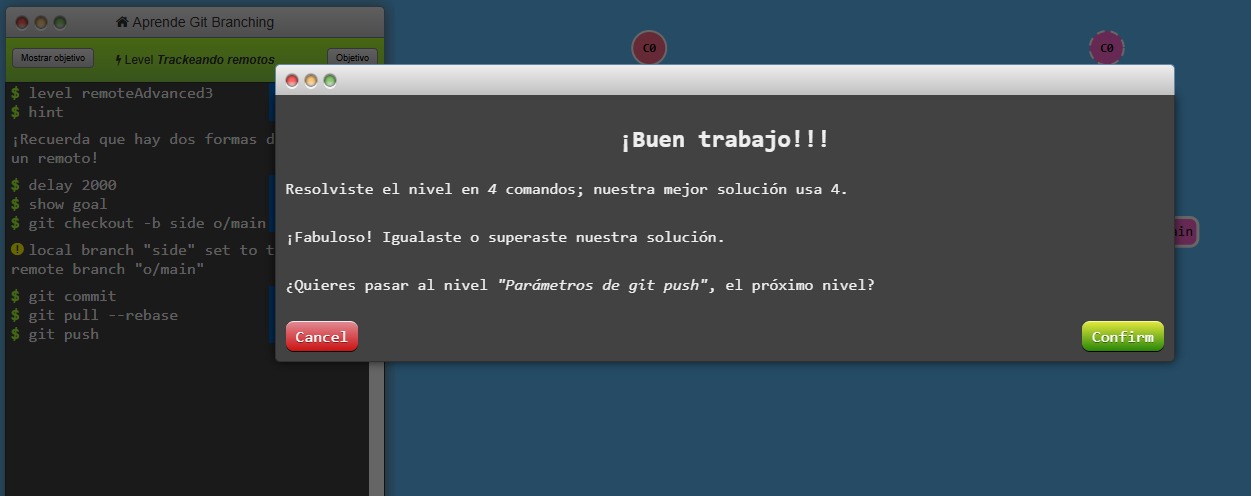 Aprende Git Branching
Mostrar objetivo
Level Trackeando remotos
Objetivo
$ level remoteAdvanced3
$ hint
¡Recuerda que hay dos formas
un remoto!
$ delay 2000
$ show goal
$ git checkout -b side o/main
local branch "side" set to
remote branch "o/main"
$ git commit
$ git pull --rebase
$ git push
C0
C0
¡Buen trabajo!!!
Resolviste el nivel en 4 comandos; nuestra mejor solución usa 4.
¡Fabuloso! Igualaste o superaste nuestra solución.
¿Quieres pasar al nivel "Parámetros de git push", el próximo nivel?
Cancel
Confirm